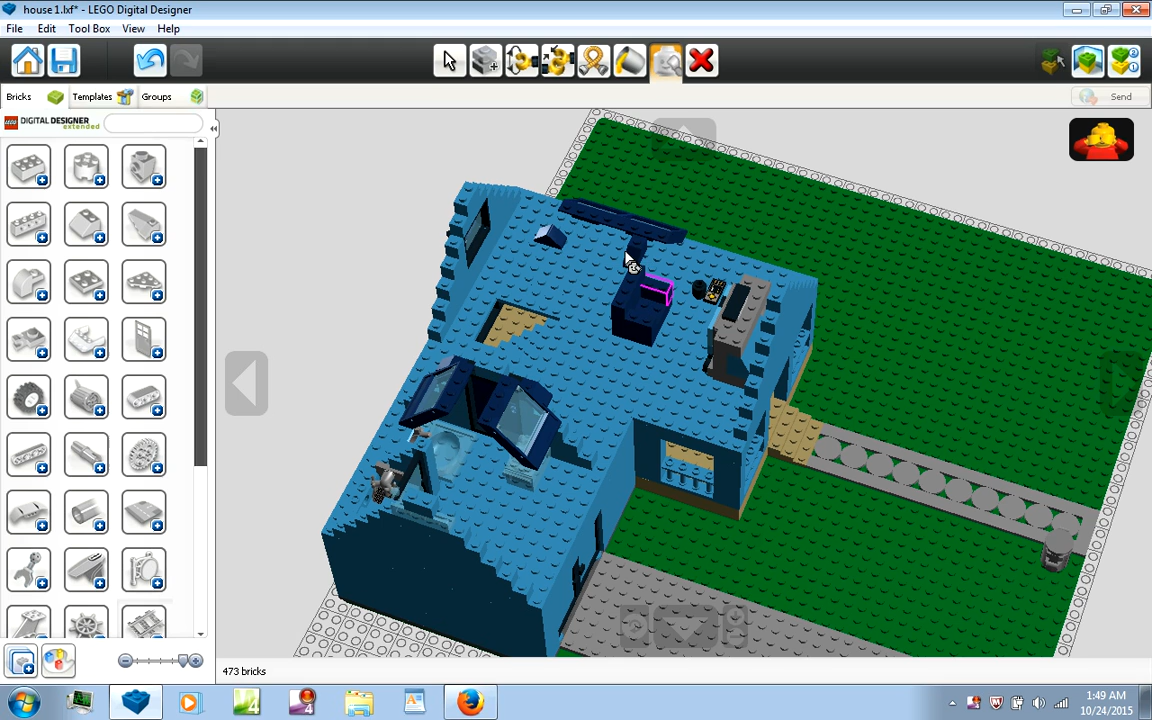 house 1.lxf* - LEGO Digital Designer
File Edit Tool Box View Help
Bricks Templates Groups
Send
LEGO DIGITAL DESIGNER
extended
473 bricks
1:49 AM
10/24/2015